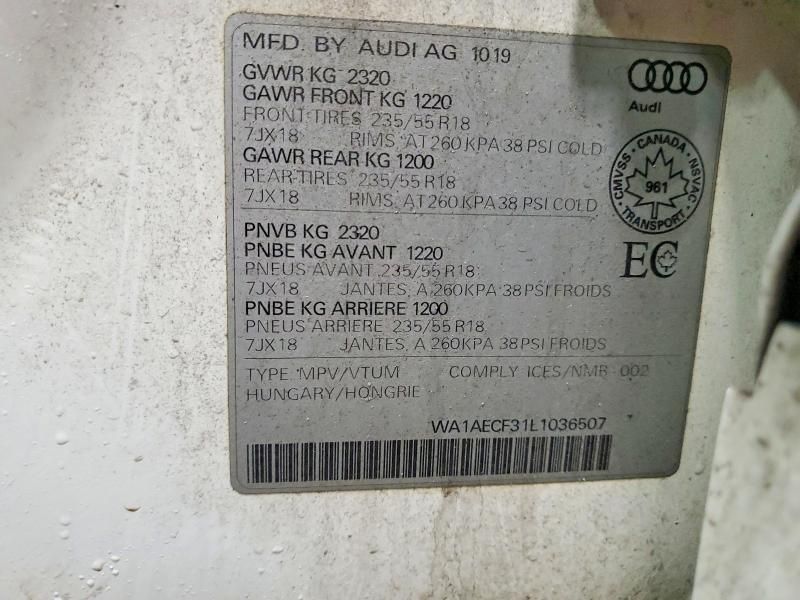 MFD. BY AUDI AG 10 19
Audi
GVWR KG 2320
GAWR FRONT KG 1220
FRONT TIRES 235/55 R18
7JX18 RIMS, AT 260 KPA 38 PSI COLD
GAWR REAR KG 1200
REAR TIRES 235/55 R18
7JX18 RIMS, AT 260 KPA 38 PSI COLD
CMVSS · CANADA · NSVAC · TRANSPORT ·
961
EC
PNVB KG 2320
PNBE KG AVANT 1220
PNEUS AVANT 235/55 R18
7JX18 JANTES, A 260 KPA 38 PSI FROIDS
PNBE KG ARRIERE 1200
PNEUS ARRIERE 235/55 R18
7JX18 JANTES, A 260 KPA 38 PSI FROIDS
TYPE: MPV/VTUM COMPLY ICES/NMB-002
HUNGARY/HONGRIE
WA1AECF31L1036507